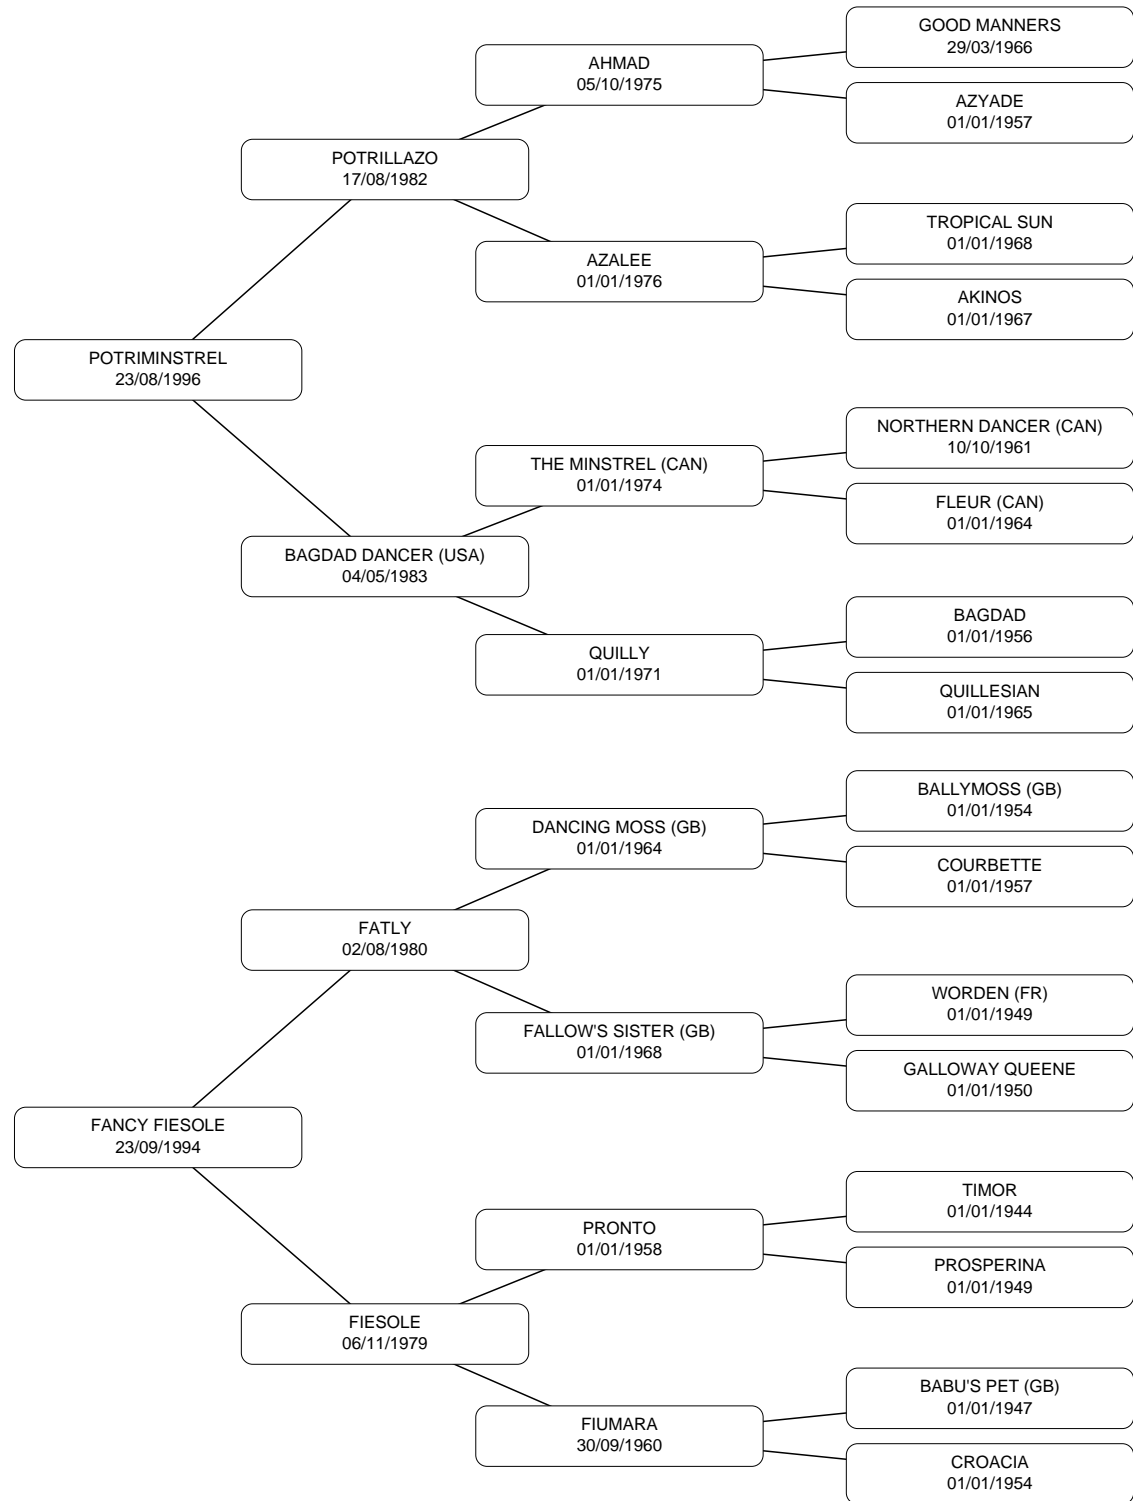 GOOD MANNERS
29/03/1966
AHMAD
05/10/1975
AZYADE
01/01/1957
POTRILLAZO
17/08/1982
TROPICAL SUN
01/01/1968
AZALEE
01/01/1976
AKINOS
01/01/1967
POTRIMINSTREL
23/08/1996
NORTHERN DANCER (CAN)
10/10/1961
THE MINSTREL (CAN)
01/01/1974
FLEUR (CAN)
01/01/1964
BAGDAD DANCER (USA)
04/05/1983
BAGDAD
01/01/1956
QUILLY
01/01/1971
QUILLESIAN
01/01/1965
BALLYMOSS (GB)
01/01/1954
DANCING MOSS (GB)
01/01/1964
COURBETTE
01/01/1957
FATLY
02/08/1980
WORDEN (FR)
01/01/1949
FALLOW'S SISTER (GB)
01/01/1968
GALLOWAY QUEENE
01/01/1950
FANCY FIESOLE
23/09/1994
TIMOR
01/01/1944
PRONTO
01/01/1958
PROSPERINA
01/01/1949
FIESOLE
06/11/1979
BABU'S PET (GB)
01/01/1947
FIUMARA
30/09/1960
CROACIA
01/01/1954